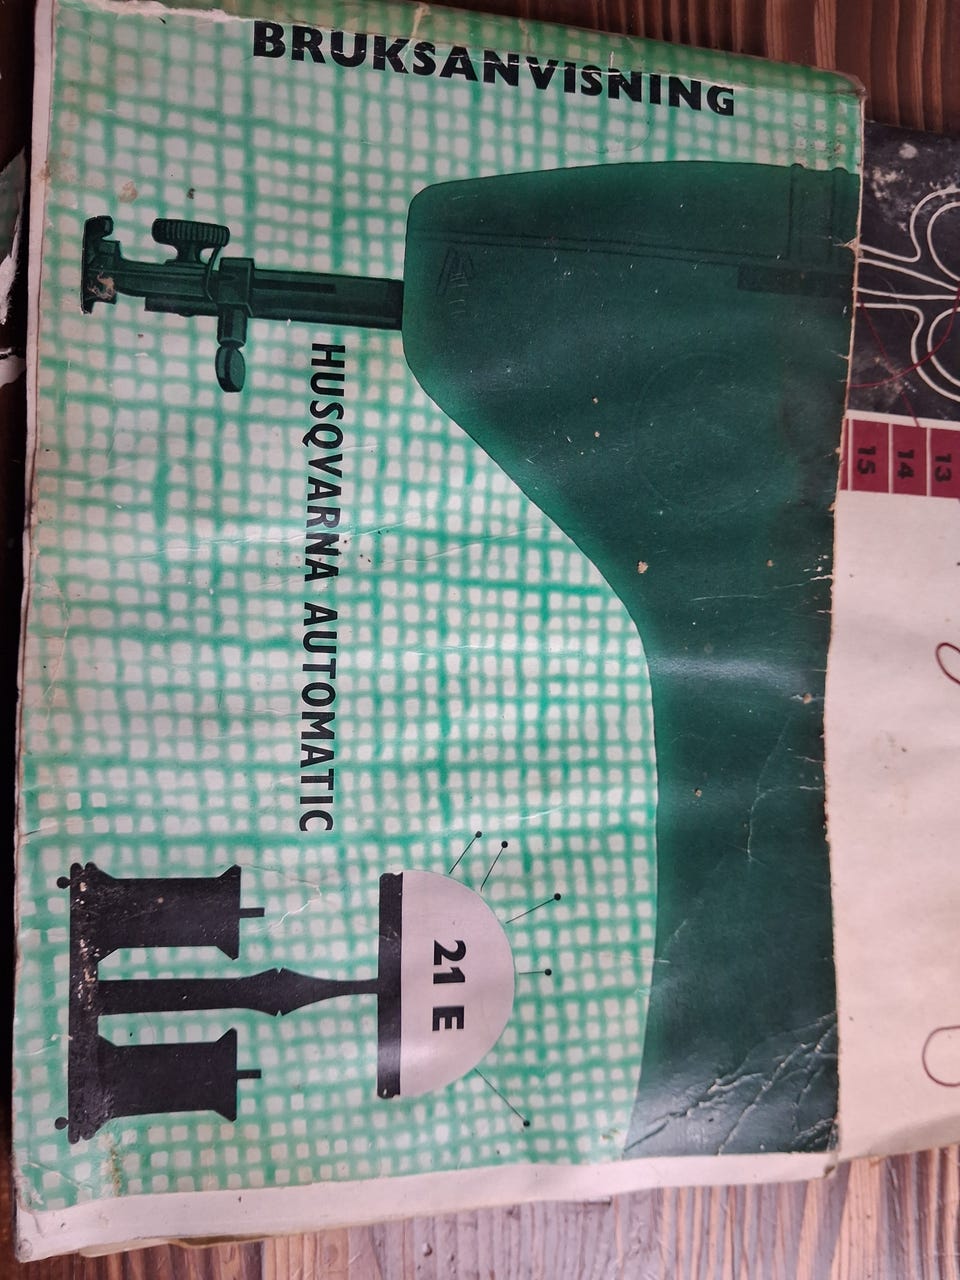 BRUKSANVISNING
HUSQVARNA AUTOMATIC
21 E
13
14
15